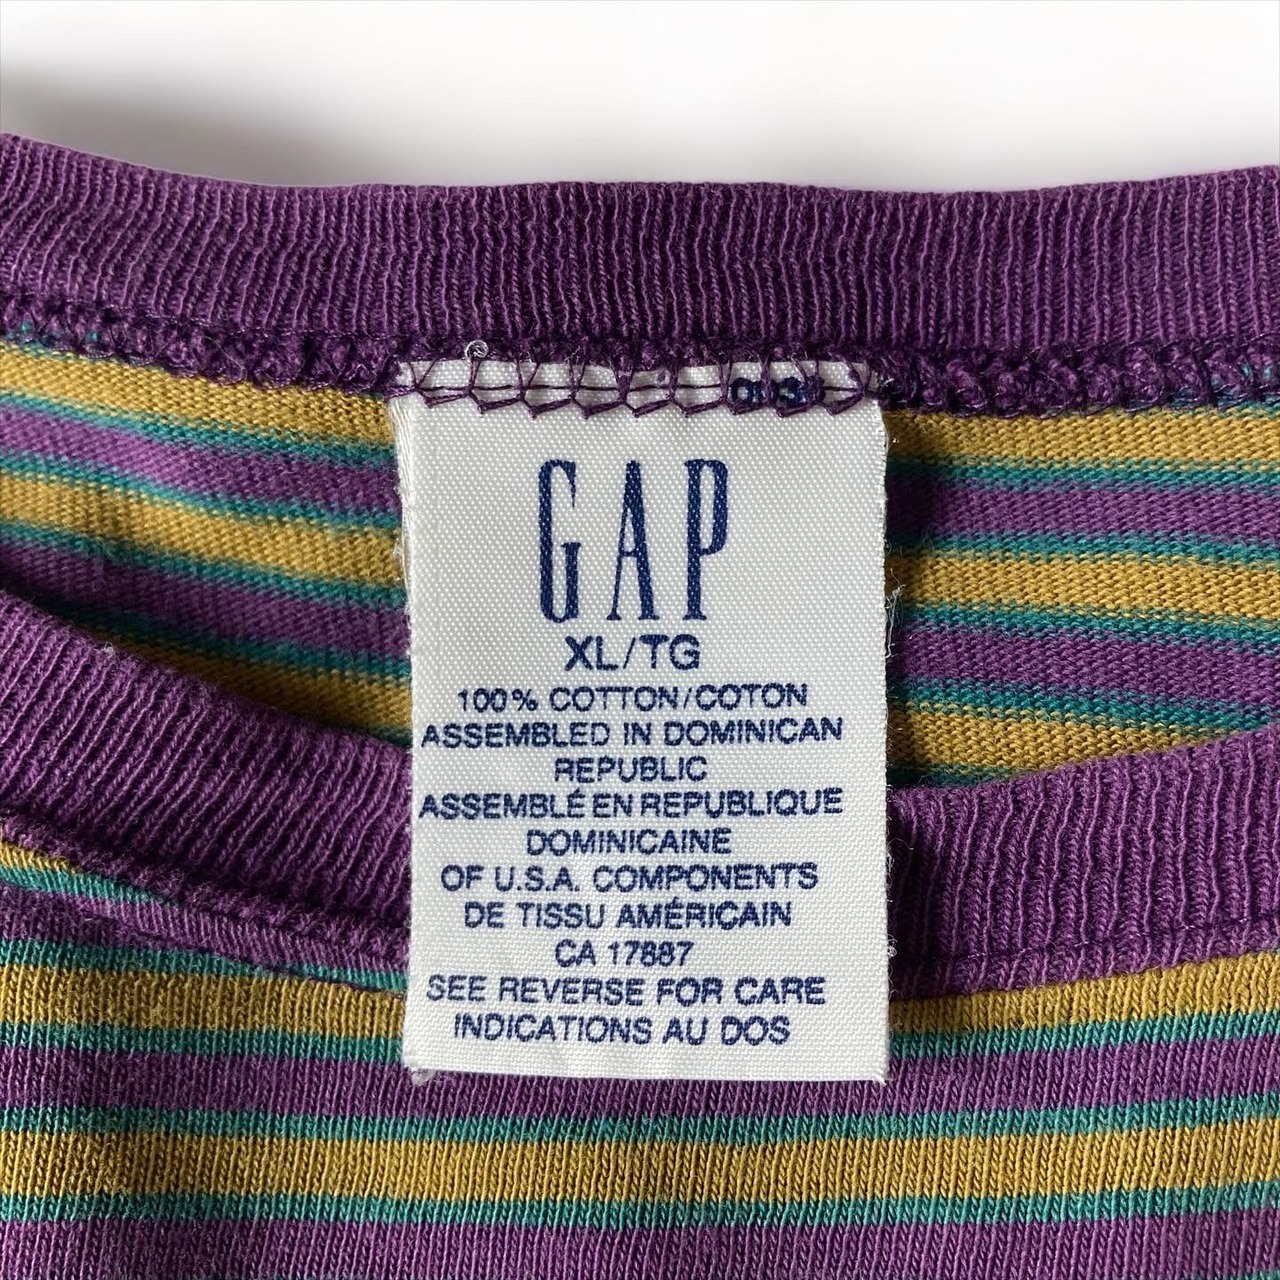 GAP
XL/TG
100% COTTON/COTON
ASSEMBLED IN DOMINICAN
REPUBLIC
ASSEMBLÉ EN REPUBLIQUE
DOMINICAINE
OF U.S.A. COMPONENTS
DE TISSU AMÉRICAIN
CA 17887
SEE REVERSE FOR CARE
INDICATIONS AU DOS